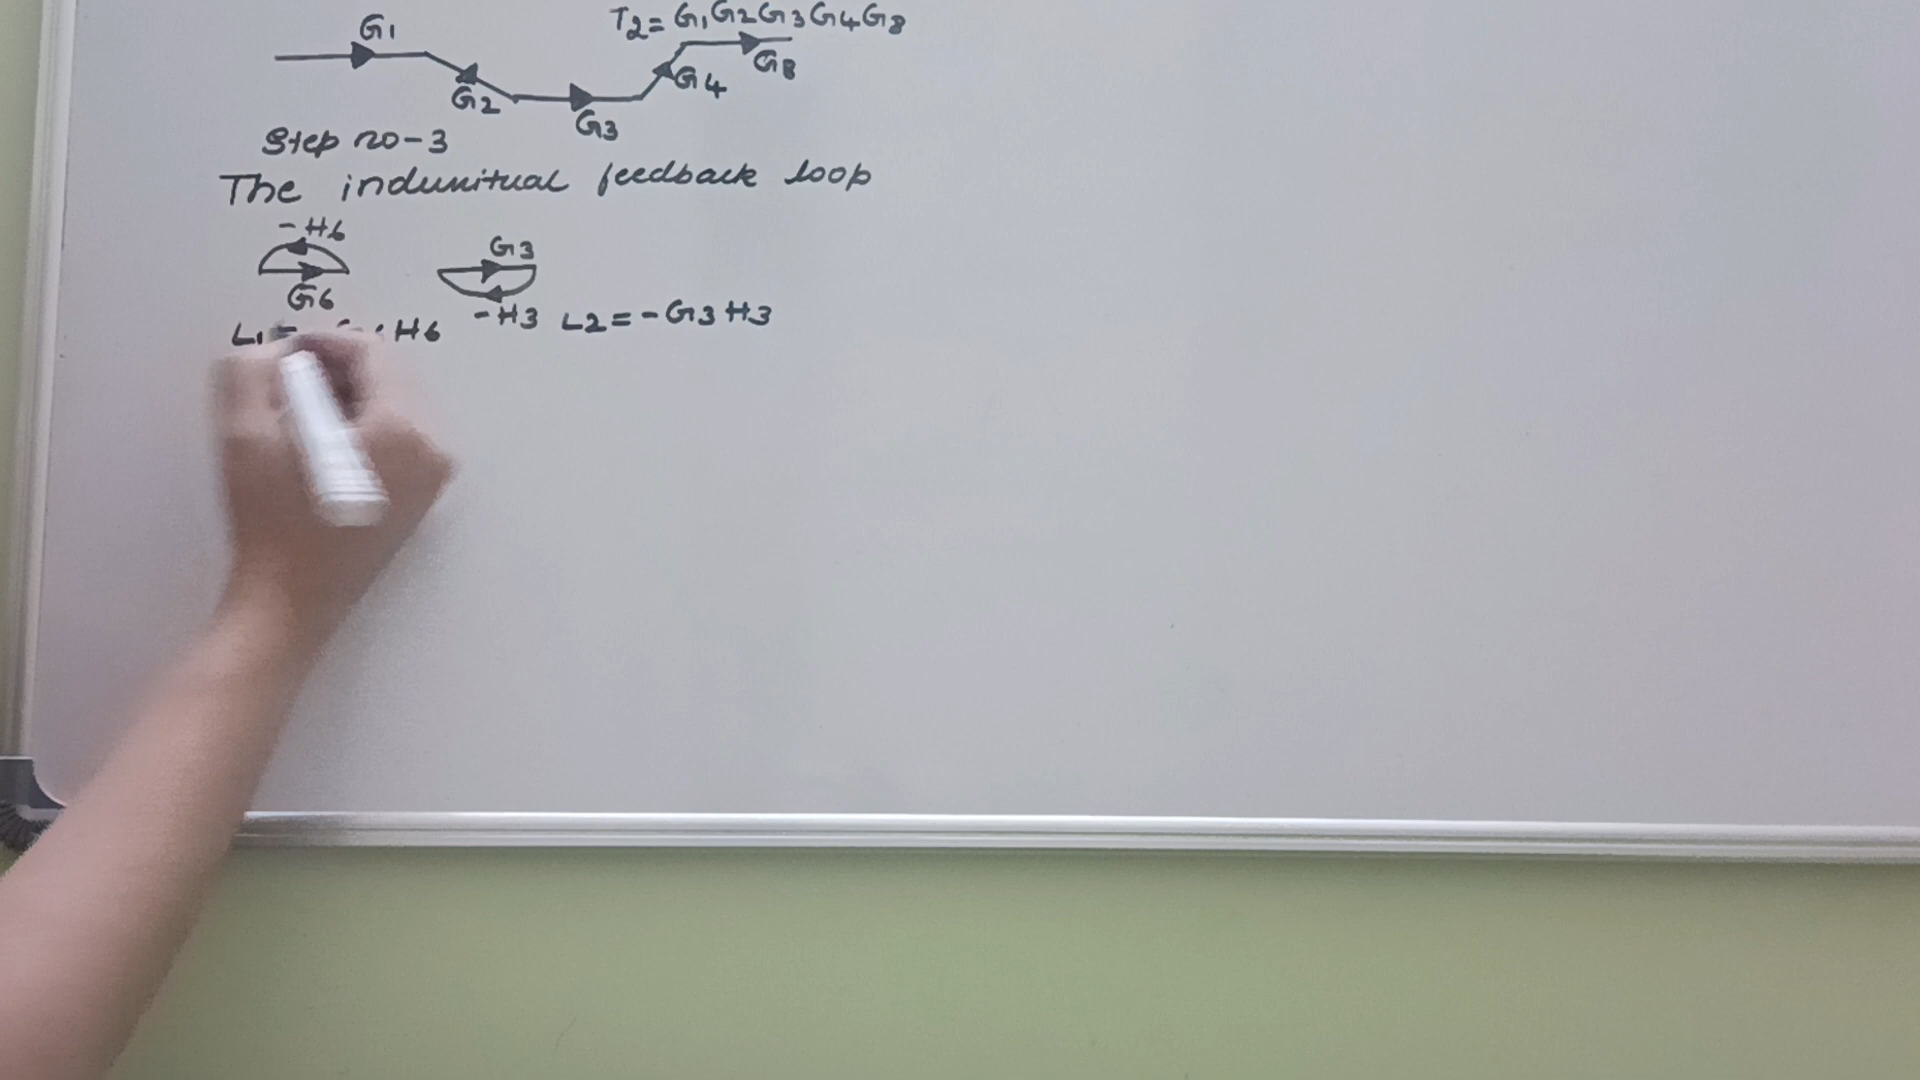 T2= G1G2G3G4G8
G1
G8
G4
G2
G3
Step no-3
The indunitual feedback loop
-H6
G3
G6
-H3 L2=-G3H3
L1= H6